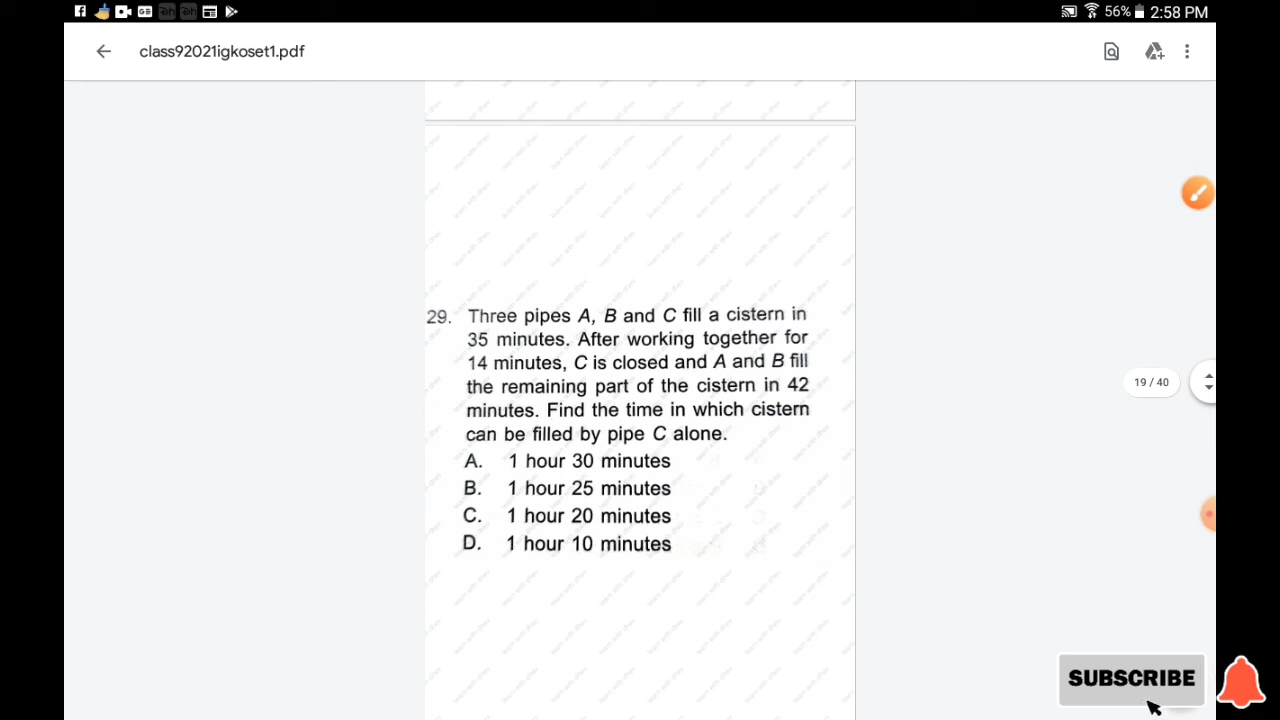 56% 2:58 PM
class92021igkoset1.pdf
29. Three pipes A, B and C fill a cistern in
35 minutes. After working together for
14 minutes, C is closed and A and B fill
the remaining part of the cistern in 42
minutes. Find the time in which cistern
can be filled by pipe C alone.
A. 1 hour 30 minutes
B. 1 hour 25 minutes
C. 1 hour 20 minutes
D. 1 hour 10 minutes
19 / 40
SUBSCRIBE